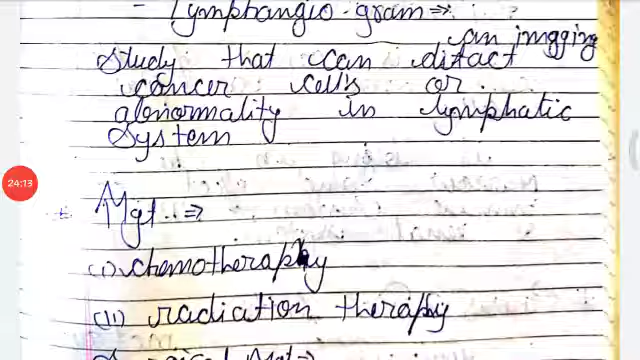 - Lymphangio-gram ⇒
an imgging
Study that can ditact
cancer cells or
abnormality in lymphatic
System
24:13
Mgt. ⇒
(i) chemotheraphy
(ii) radiation therapy